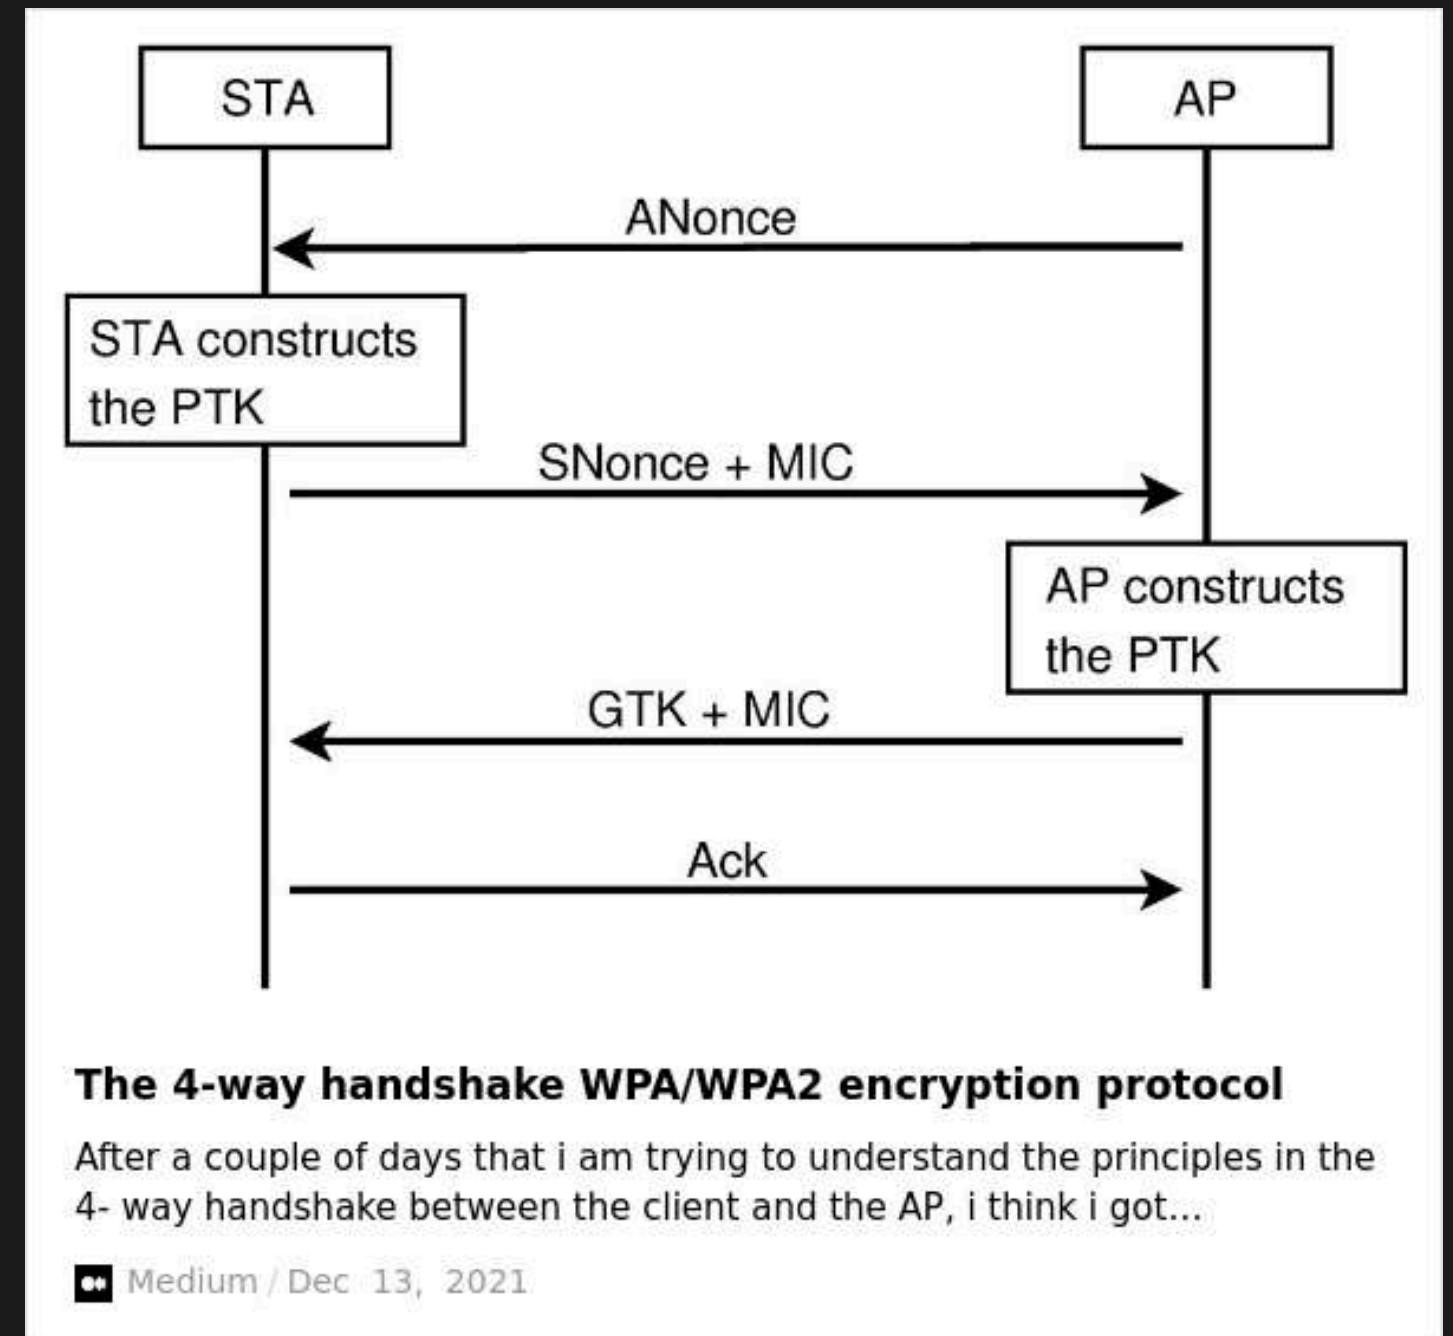 STA
AP
ANonce
STA constructs
the PTK
SNonce + MIC
AP constructs
the PTK
GTK + MIC
Ack
The 4-way handshake WPA/WPA2 encryption protocol
After a couple of days that i am trying to understand the principles in the
4- way handshake between the client and the AP, i think i got...
Medium / Dec 13, 2021